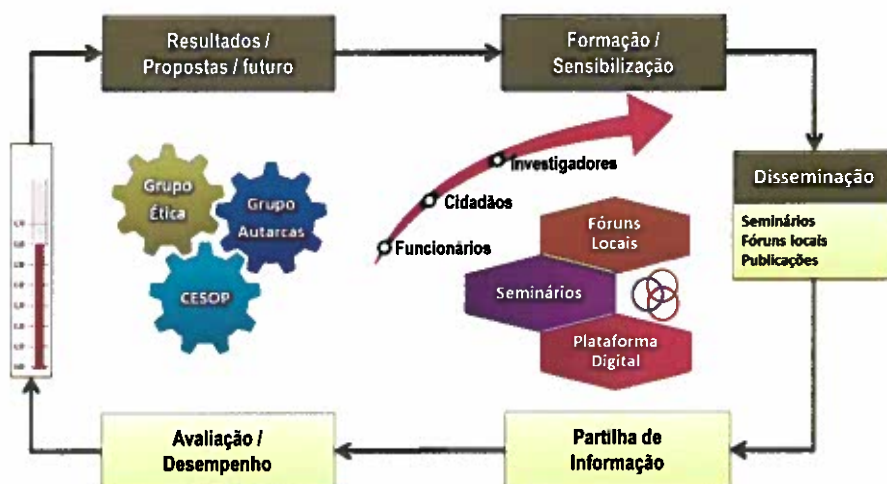 Resultados /
Propostas / futuro
Formação /
Sensibilização
Investigadores
Cidadãos
Funcionários
Grupo
Ética
Grupo
Autarcas
CESOP
Fóruns
Locais
Seminários
Plataforma
Digital
Disseminação
Seminários
Fóruns locais
Publicações
Avaliação /
Desempenho
Partilha de
Informação